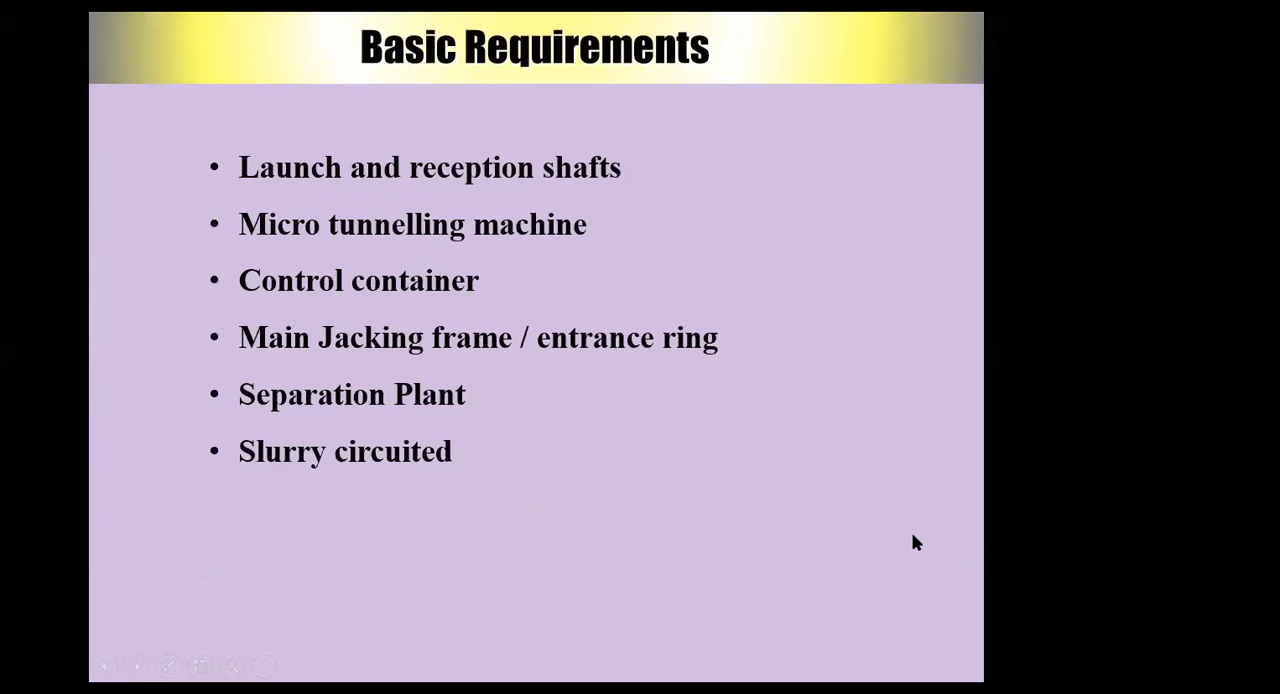 Basic Requirements
• Launch and reception shafts
• Micro tunnelling machine
• Control container
• Main Jacking frame / entrance ring
• Separation Plant
• Slurry circuited